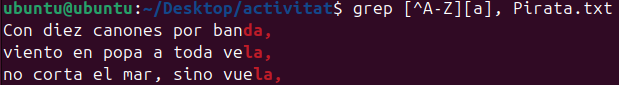 ubuntu@ubuntu:~/Desktop/activitat$ grep [^A-Z][a], Pirata.txt
Con diez canones por banda,
viento en popa a toda vela,
no corta el mar, sino vuela,